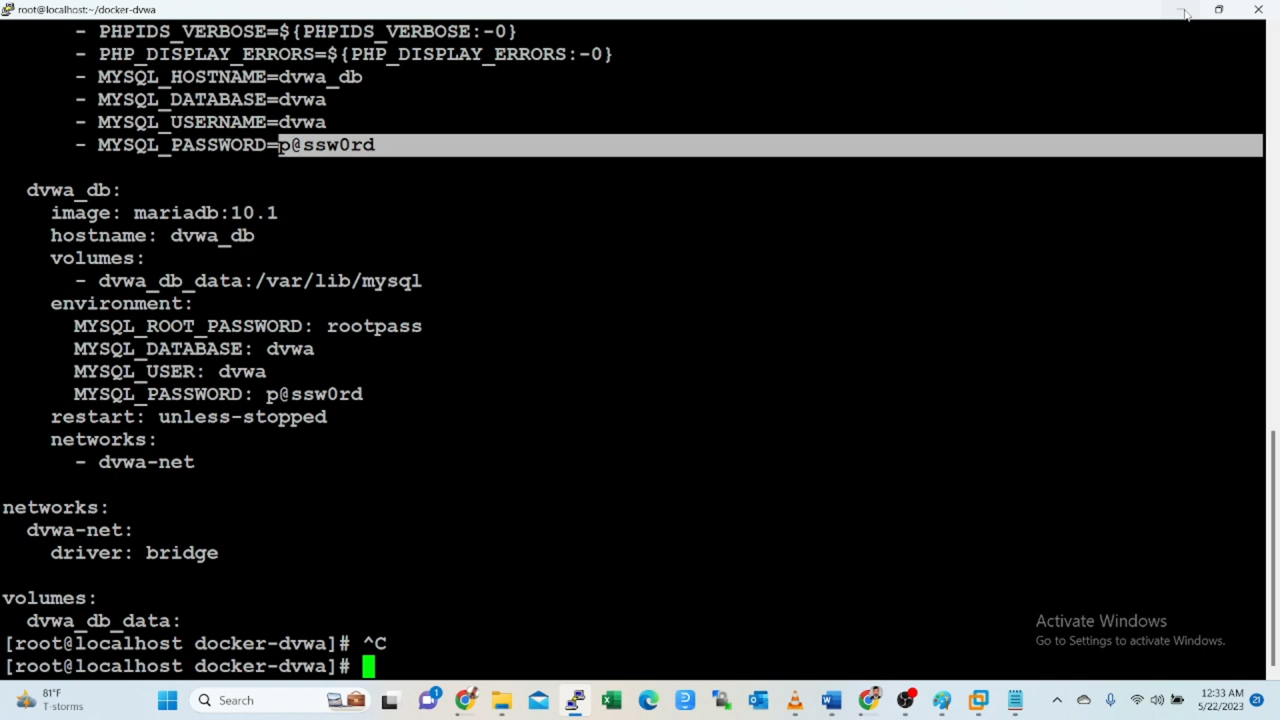 root@localhost:~/docker-dvwa
- PHPIDS_VERBOSE=${PHPIDS_VERBOSE:-0}
- PHP_DISPLAY_ERRORS=${PHP_DISPLAY_ERRORS:-0}
- MYSQL_HOSTNAME=dvwa_db
- MYSQL_DATABASE=dvwa
- MYSQL_USERNAME=dvwa
- MYSQL_PASSWORD=p@ssw0rd
dvwa_db:
image: mariadb:10.1
hostname: dvwa_db
volumes:
- dvwa_db_data:/var/lib/mysql
environment:
MYSQL_ROOT_PASSWORD: rootpass
MYSQL_DATABASE: dvwa
MYSQL_USER: dvwa
MYSQL_PASSWORD: p@ssw0rd
restart: unless-stopped
networks:
- dvwa-net
networks:
dvwa-net:
driver: bridge
volumes:
dvwa_db_data:
[root@localhost docker-dvwa]# ^C
[root@localhost docker-dvwa]#
Activate Windows
Go to Settings to activate Windows.
81°F
T-storms
Search
1
12:33 AM
5/22/2023
21